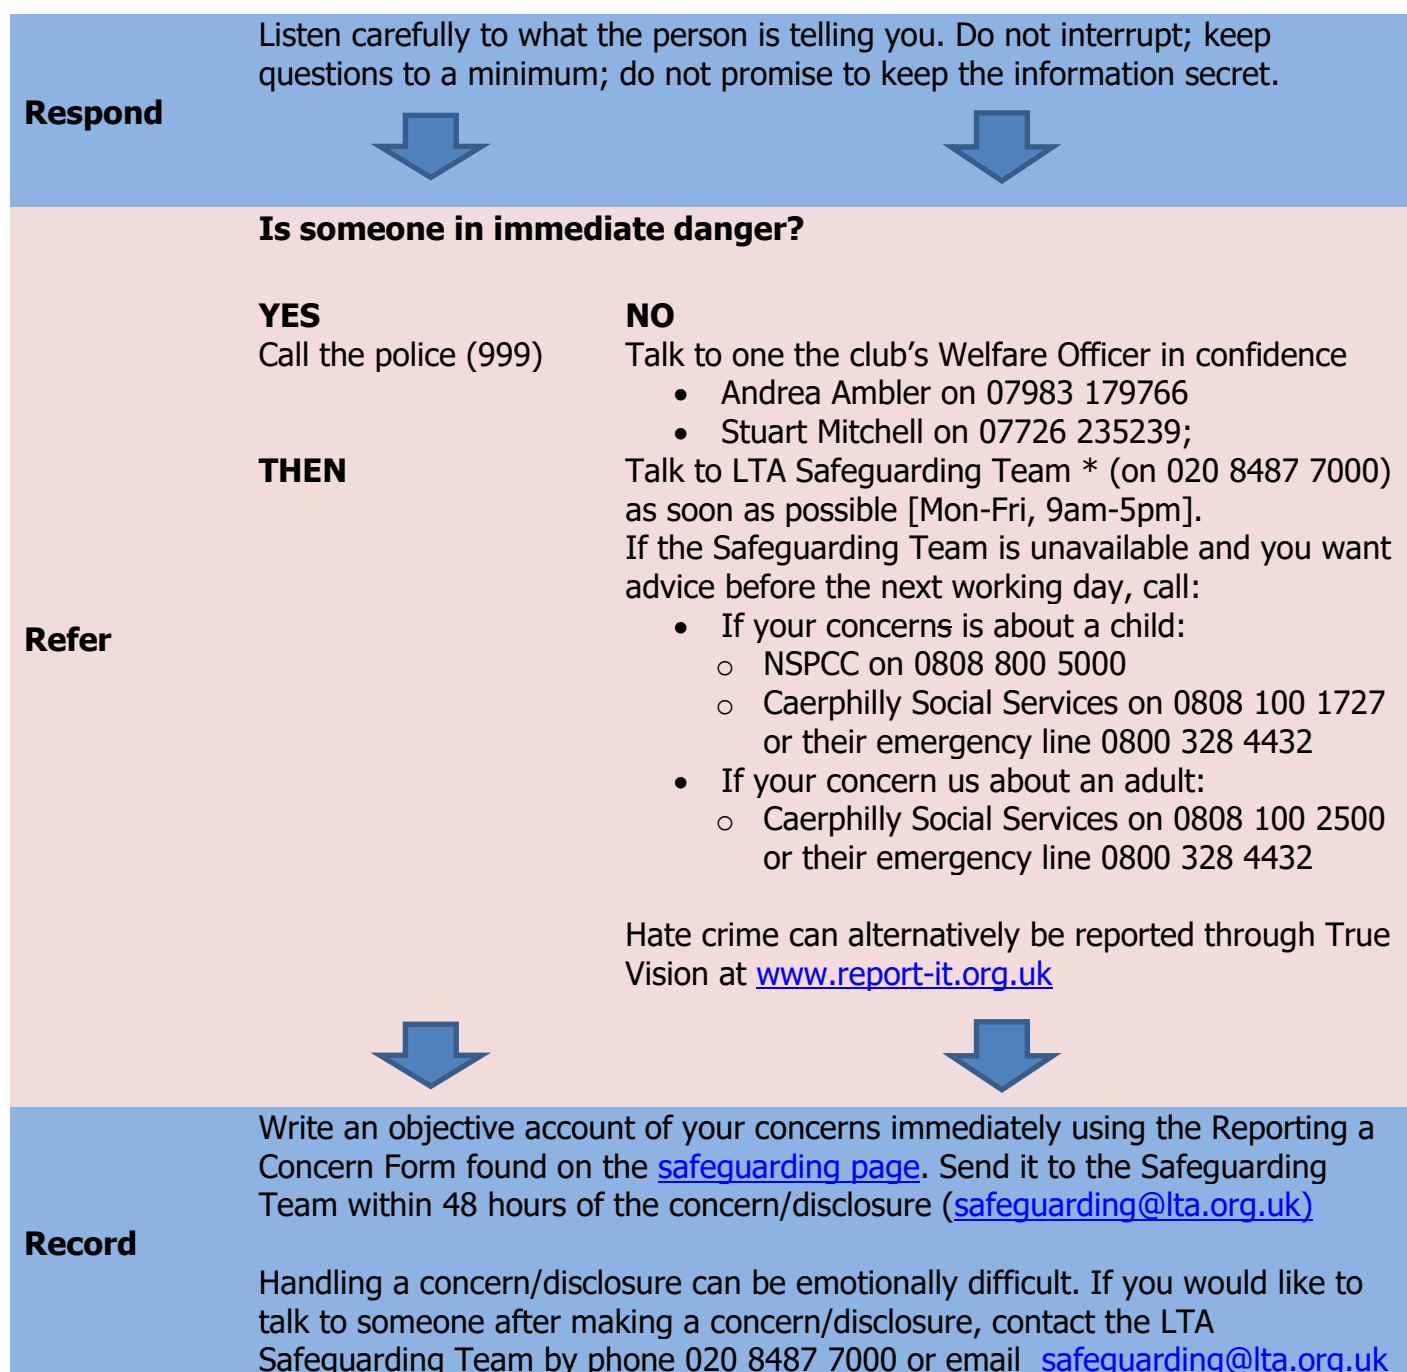 Listen carefully to what the person is telling you. Do not interrupt; keep
questions to a minimum; do not promise to keep the information secret.
Respond
Is someone in immediate danger?
YES
Call the police (999)
THEN
NO
Talk to one the club’s Welfare Officer in confidence
• Andrea Ambler on 07983 179766
• Stuart Mitchell on 07726 235239;
Talk to LTA Safeguarding Team * (on 020 8487 7000)
as soon as possible [Mon-Fri, 9am-5pm].
If the Safeguarding Team is unavailable and you want
advice before the next working day, call:
• If your concerns is about a child:
o NSPCC on 0808 800 5000
o Caerphilly Social Services on 0808 100 1727
or their emergency line 0800 328 4432
• If your concern us about an adult:
o Caerphilly Social Services on 0808 100 2500
or their emergency line 0800 328 4432
Hate crime can alternatively be reported through True
Vision at www.report-it.org.uk
Refer
Write an objective account of your concerns immediately using the Reporting a
Concern Form found on the safeguarding page. Send it to the Safeguarding
Team within 48 hours of the concern/disclosure (safeguarding@lta.org.uk)
Record
Handling a concern/disclosure can be emotionally difficult. If you would like to
talk to someone after making a concern/disclosure, contact the LTA
Safeguarding Team by phone 020 8487 7000 or email safeguarding@lta.org.uk